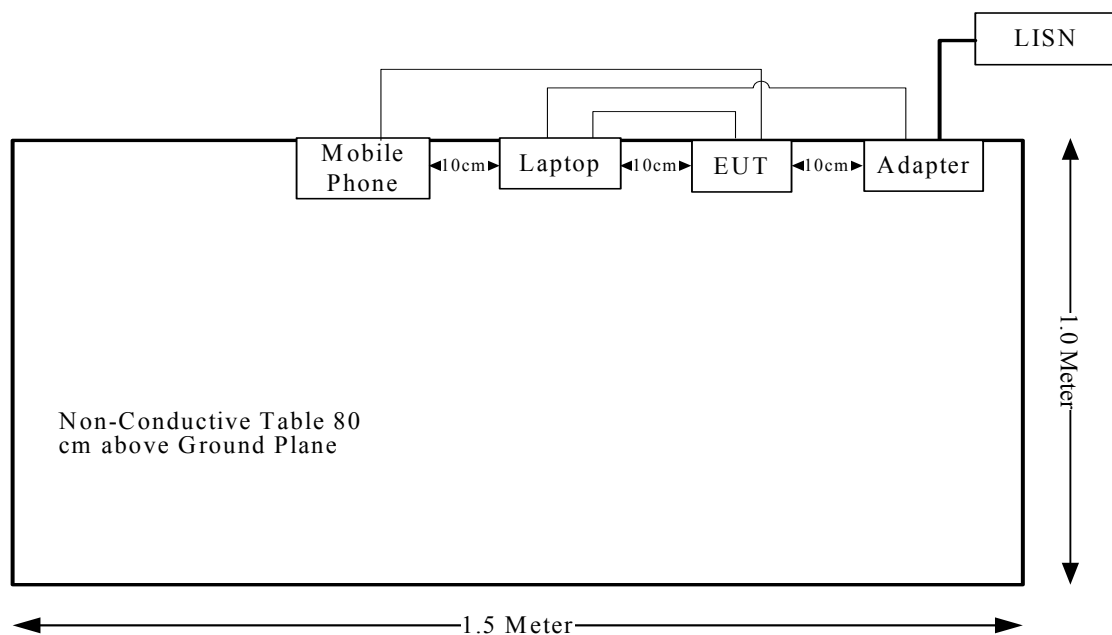 LISN
Mobile
Phone
10cm
Laptop
10cm
EUT
10cm
Adapter
1.0 Meter
Non-Conductive Table 80
cm above Ground Plane
1.5 Meter